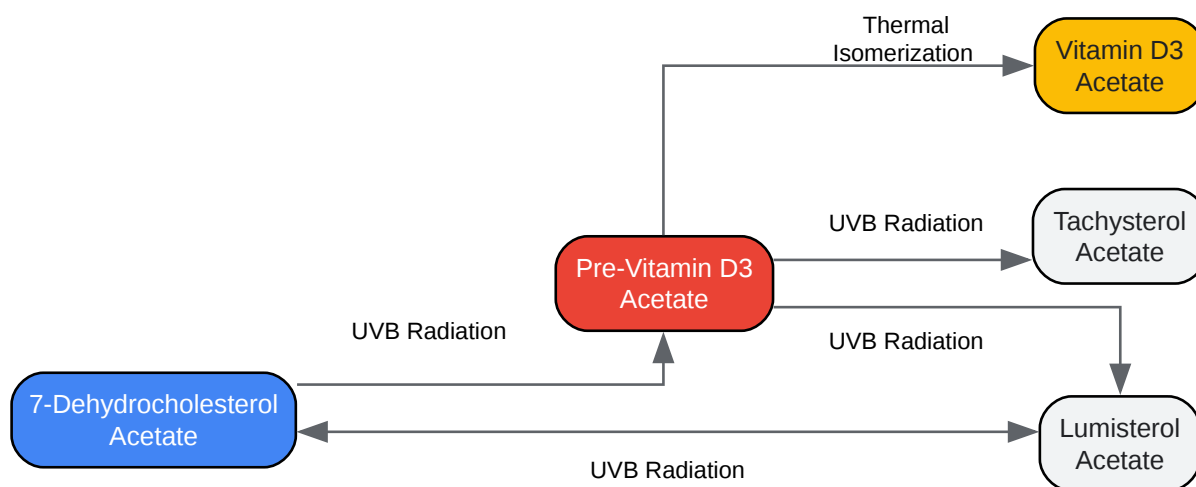 Thermal
Isomerization
Vitamin D3
Acetate
UVB Radiation
Tachysterol
Acetate
Pre-Vitamin D3
Acetate
UVB Radiation
UVB Radiation
7-Dehydrocholesterol
Acetate
Lumisterol
Acetate
UVB Radiation